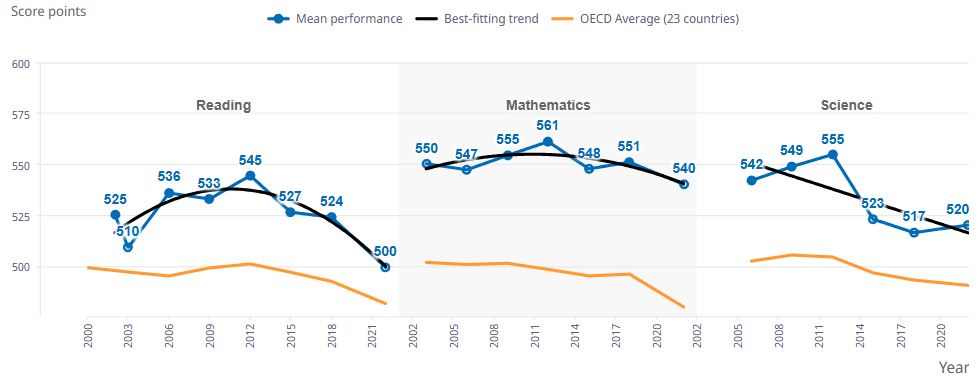 Score points
Mean performance Best-fitting trend OECD Average (23 countries)
600
575
550
525
500
Reading Mathematics Science
525 510 536 533 545 527 524 500
550 547 555 561 548 551 540
542 549 555 523 517 520
2000 2003 2006 2009 2012 2015 2018 2021 2002 2005 2008 2011 2014 2017 2020 2002 2005 2008 2011 2014 2017 2020
Year